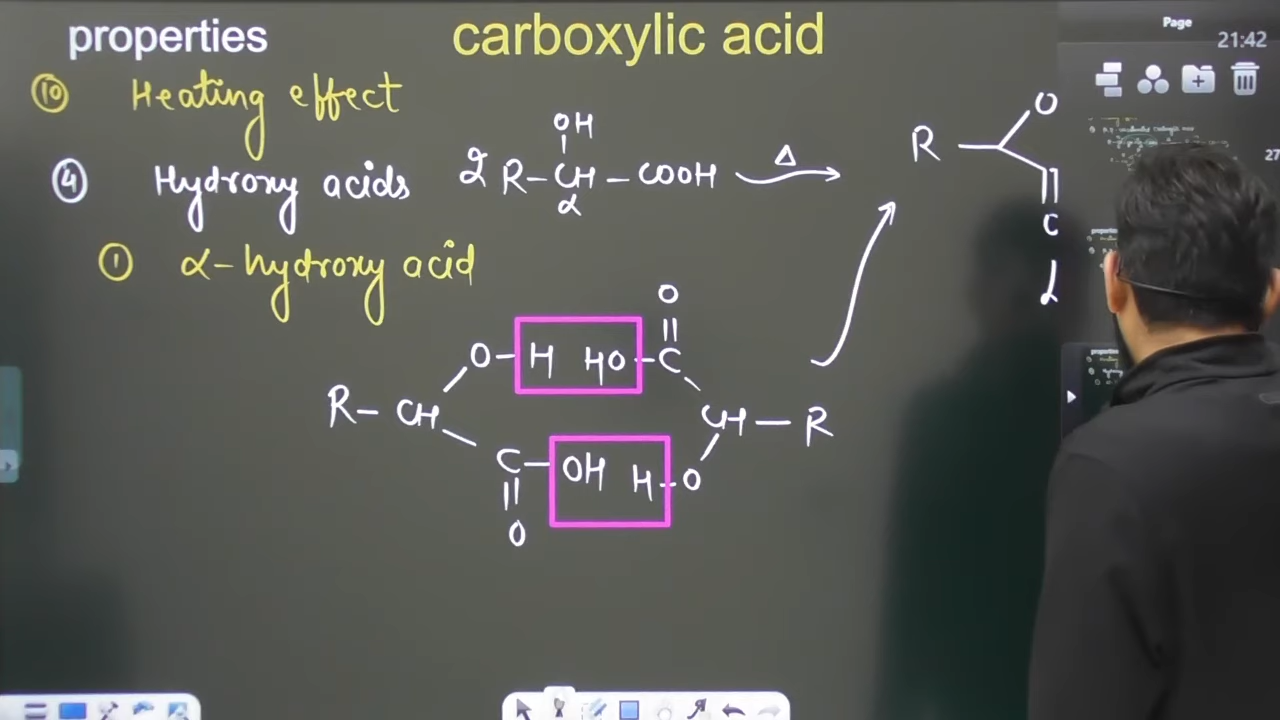 properties
carboxylic acid
Page
21:42
⑩ Heating effect
④ Hydroxy acids
2 R-CH-COOH Δ
OH
α
① α-hydroxy acid
R
O
C
O
O-H HO-C
R-CH
CH-R
C-OH H-O
O
27